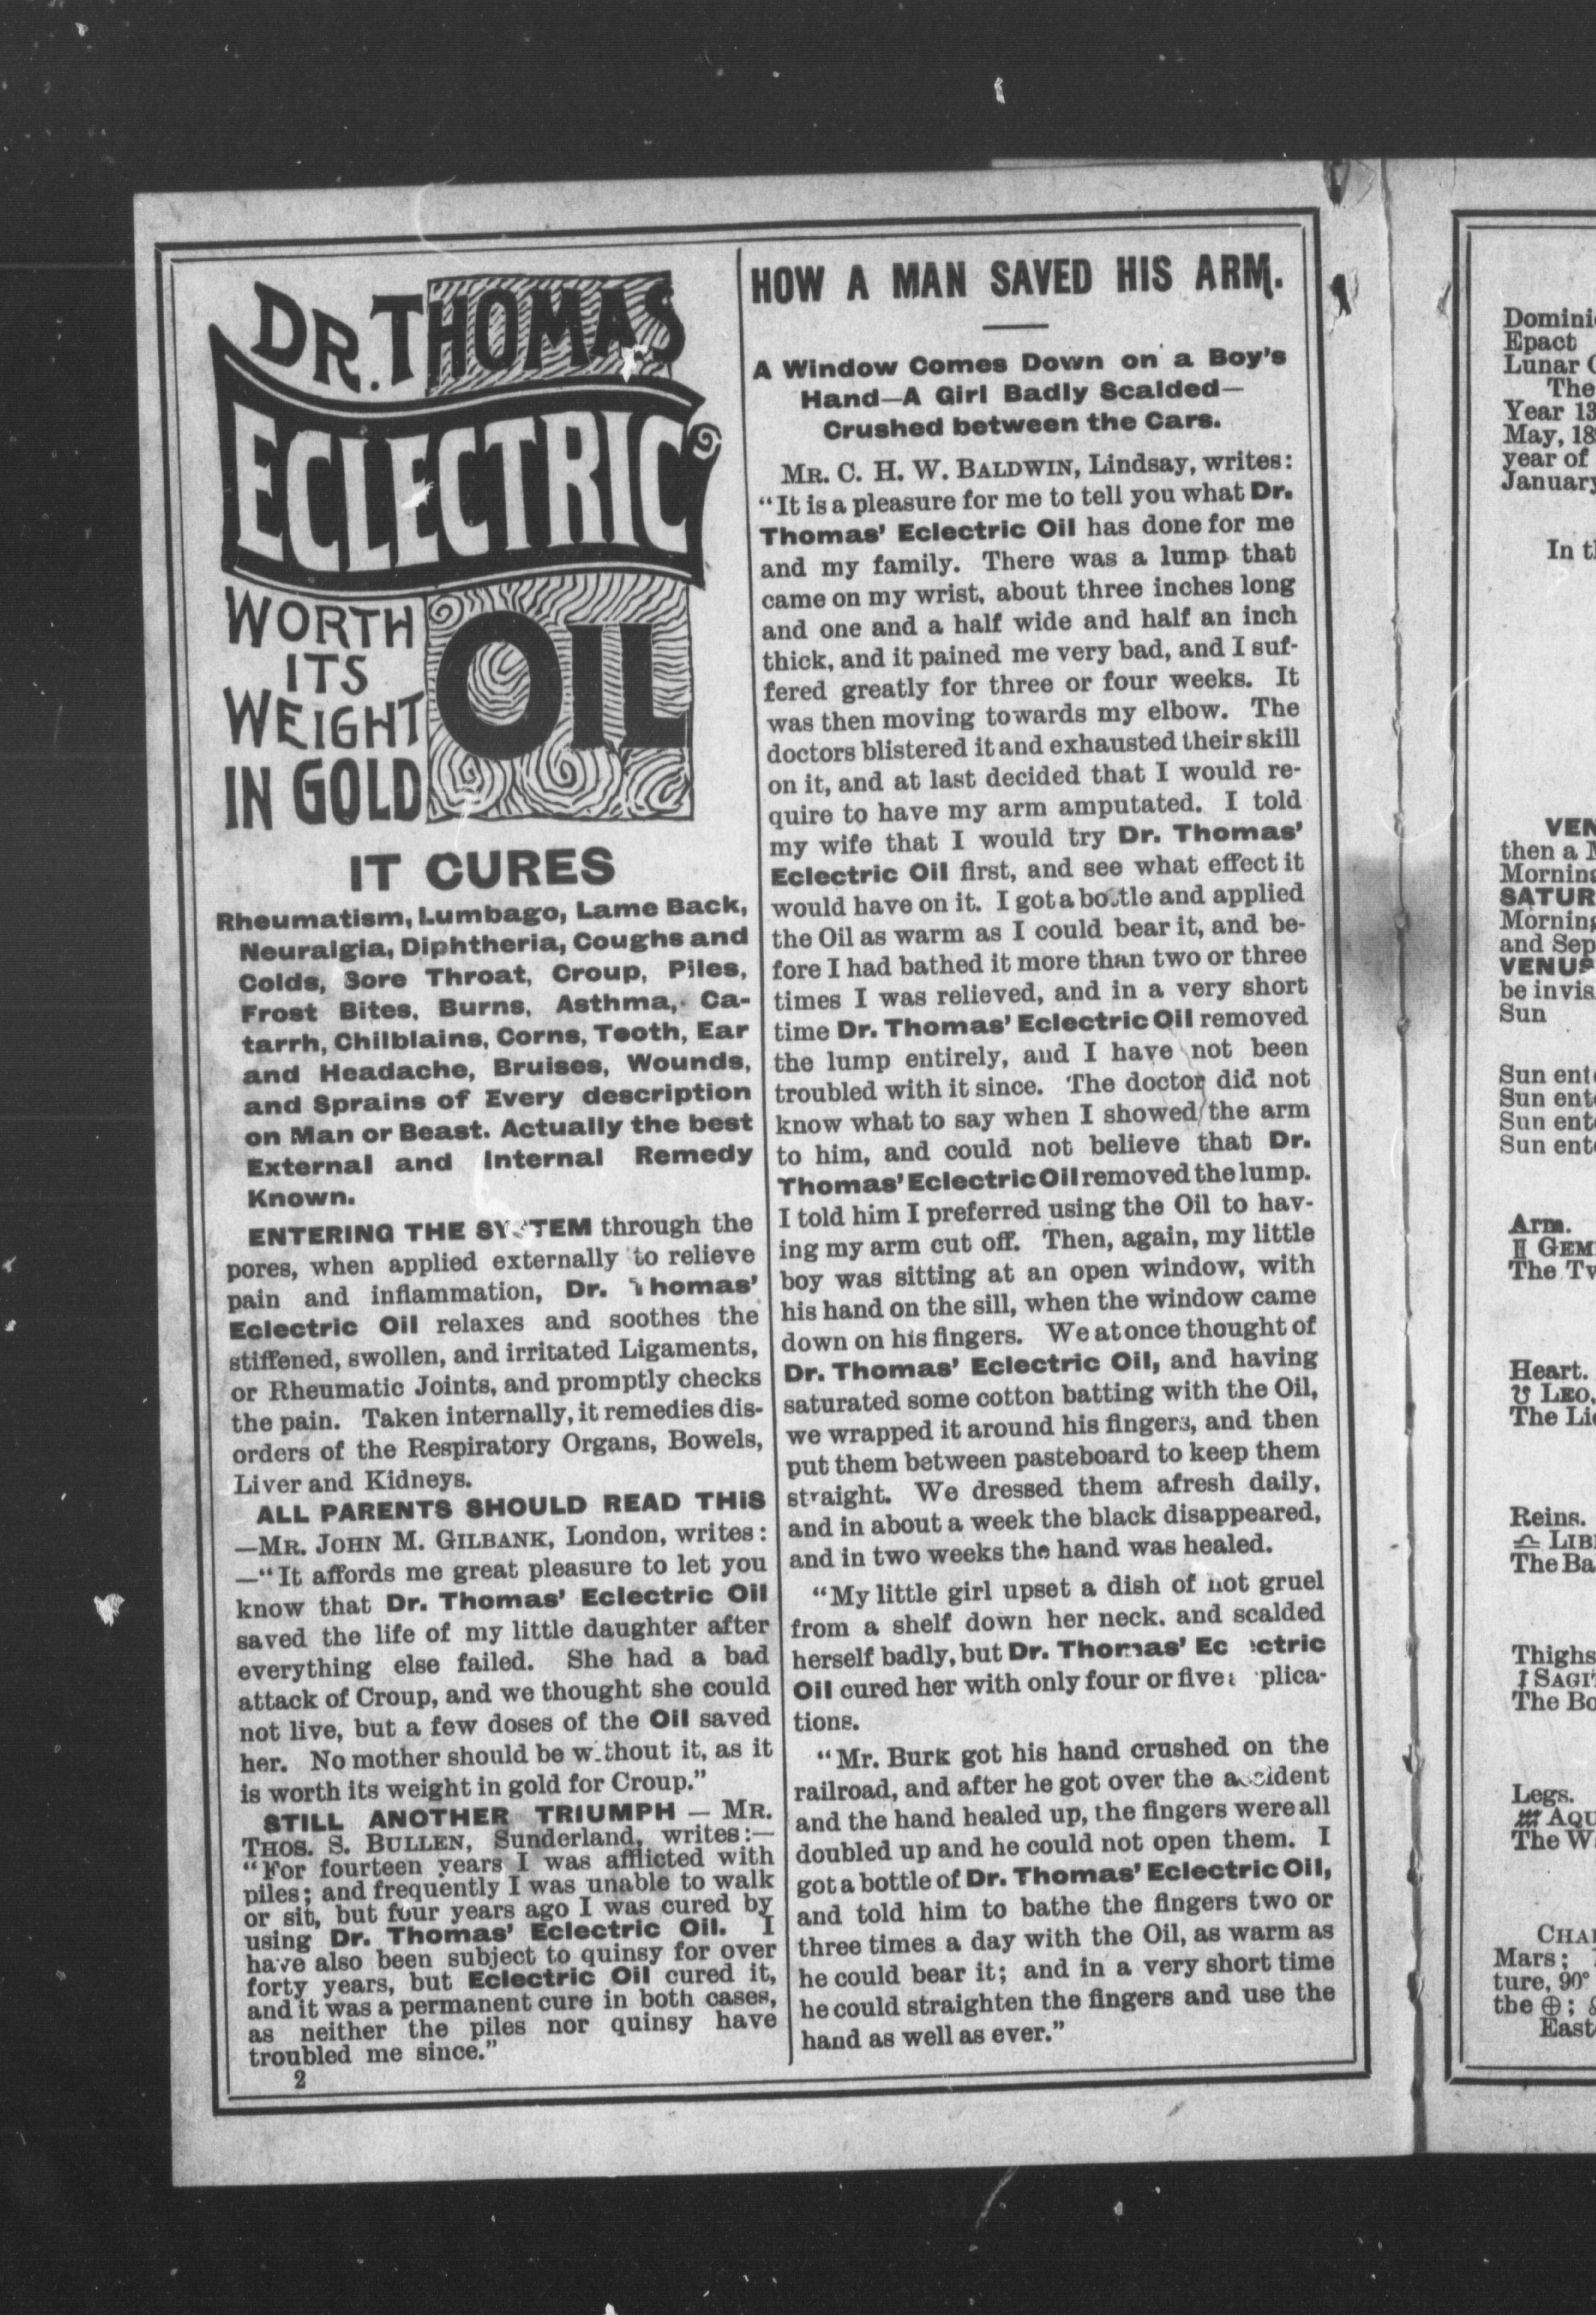 DR. THOMAS
ECLECTRIC
WORTH
ITS
WEIGHT
IN GOLD
OIL
IT CURES
Rheumatism, Lumbago, Lame Back,
Neuralgia, Diphtheria, Coughs and
Colds, Sore Throat, Croup, Piles,
Frost Bites, Burns, Asthma, Ca-
tarrh, Chilblains, Corns, Tooth, Ear
and Headache, Bruises, Wounds,
and Sprains of Every description
on Man or Beast. Actually the best
External and Internal Remedy
Known.
ENTERING THE SYSTEM through the
pores, when applied externally to relieve
pain and inflammation, Dr. Thomas'
Eclectric Oil relaxes and soothes the
stiffened, swollen, and irritated Ligaments,
or Rheumatic Joints, and promptly checks
the pain. Taken internally, it remedies dis-
orders of the Respiratory Organs, Bowels,
Liver and Kidneys.
ALL PARENTS SHOULD READ THIS
—MR. JOHN M. GILBANK, London, writes:
—"It affords me great pleasure to let you
know that Dr. Thomas' Eclectric Oil
saved the life of my little daughter after
everything else failed. She had a bad
attack of Croup, and we thought she could
not live, but a few doses of the Oil saved
her. No mother should be without it, as it
is worth its weight in gold for Croup."
STILL ANOTHER TRIUMPH — MR.
THOS. S. BULLEN, Sunderland, writes:—
"For fourteen years I was afflicted with
piles; and frequently I was unable to walk
or sit, but four years ago I was cured by
using Dr. Thomas' Eclectric Oil. I
have also been subject to quinsy for over
forty years, but Eclectric Oil cured it,
and it was a permanent cure in both cases,
as neither the piles nor quinsy have
troubled me since."
2
HOW A MAN SAVED HIS ARM.
A Window Comes Down on a Boy's
Hand—A Girl Badly Scalded—
Crushed between the Cars.
MR. C. H. W. BALDWIN, Lindsay, writes:
"It is a pleasure for me to tell you what Dr.
Thomas' Eclectric Oil has done for me
and my family. There was a lump that
came on my wrist, about three inches long
and one and a half wide and half an inch
thick, and it pained me very bad, and I suf-
fered greatly for three or four weeks. It
was then moving towards my elbow. The
doctors blistered it and exhausted their skill
on it, and at last decided that I would re-
quire to have my arm amputated. I told
my wife that I would try Dr. Thomas'
Eclectric Oil first, and see what effect it
would have on it. I got a bottle and applied
the Oil as warm as I could bear it, and be-
fore I had bathed it more than two or three
times I was relieved, and in a very short
time Dr. Thomas' Eclectric Oil removed
the lump entirely, aud I have not been
troubled with it since. The doctor did not
know what to say when I showed the arm
to him, and could not believe that Dr.
Thomas' Eclectric Oil removed the lump.
I told him I preferred using the Oil to hav-
ing my arm cut off. Then, again, my little
boy was sitting at an open window, with
his hand on the sill, when the window came
down on his fingers. We at once thought of
Dr. Thomas' Eclectric Oil, and having
saturated some cotton batting with the Oil,
we wrapped it around his fingers, and then
put them between pasteboard to keep them
straight. We dressed them afresh daily,
and in about a week the black disappeared,
and in two weeks the hand was healed.
"My little girl upset a dish of hot gruel
from a shelf down her neck. and scalded
herself badly, but Dr. Thomas' Eclectric
Oil cured her with only four or five applica-
tions.
"Mr. Burk got his hand crushed on the
railroad, and after he got over the accident
and the hand healed up, the fingers were all
doubled up and he could not open them. I
got a bottle of Dr. Thomas' Eclectric Oil,
and told him to bathe the fingers two or
three times a day with the Oil, as warm as
he could bear it; and in a very short time
he could straighten the fingers and use the
hand as well as ever."
Epact
Lunar
The
Year 13
May, 18
year of
January
In
then a
Morning
Morning
and Sep
VENUS
be invis
Sun
Sun ent
Sun ent
Sun ent
Sun ent
Arm.
♊ GEM
The Tw
Heart.
LEO,
The Li
Reins.
♎ LIB
The Ba
Thighs
SAGI
The Bo
Legs.
♒ AQU
The W
Mars;
ture, 90°
the ⊕;
East